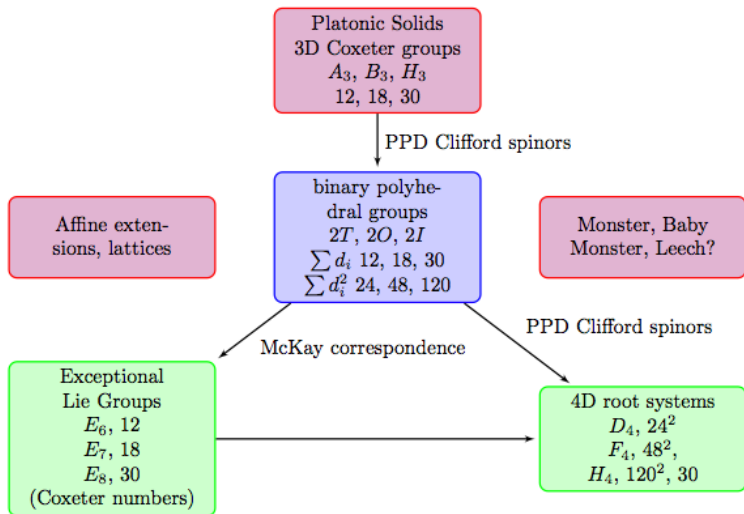 Platonic Solids
3D Coxeter groups
A₃, B₃, H₃
12, 18, 30
PPD Clifford spinors
binary polyhe-
dral groups
2T, 2O, 2I
∑ dᵢ 12, 18, 30
∑ dᵢ² 24, 48, 120
Affine exten-
sions, lattices
Monster, Baby
Monster, Leech?
PPD Clifford spinors
McKay correspondence
Exceptional
Lie Groups
E₆, 12
E₇, 18
E₈, 30
(Coxeter numbers)
4D root systems
D₄, 24²
F₄, 48²,
H₄, 120², 30